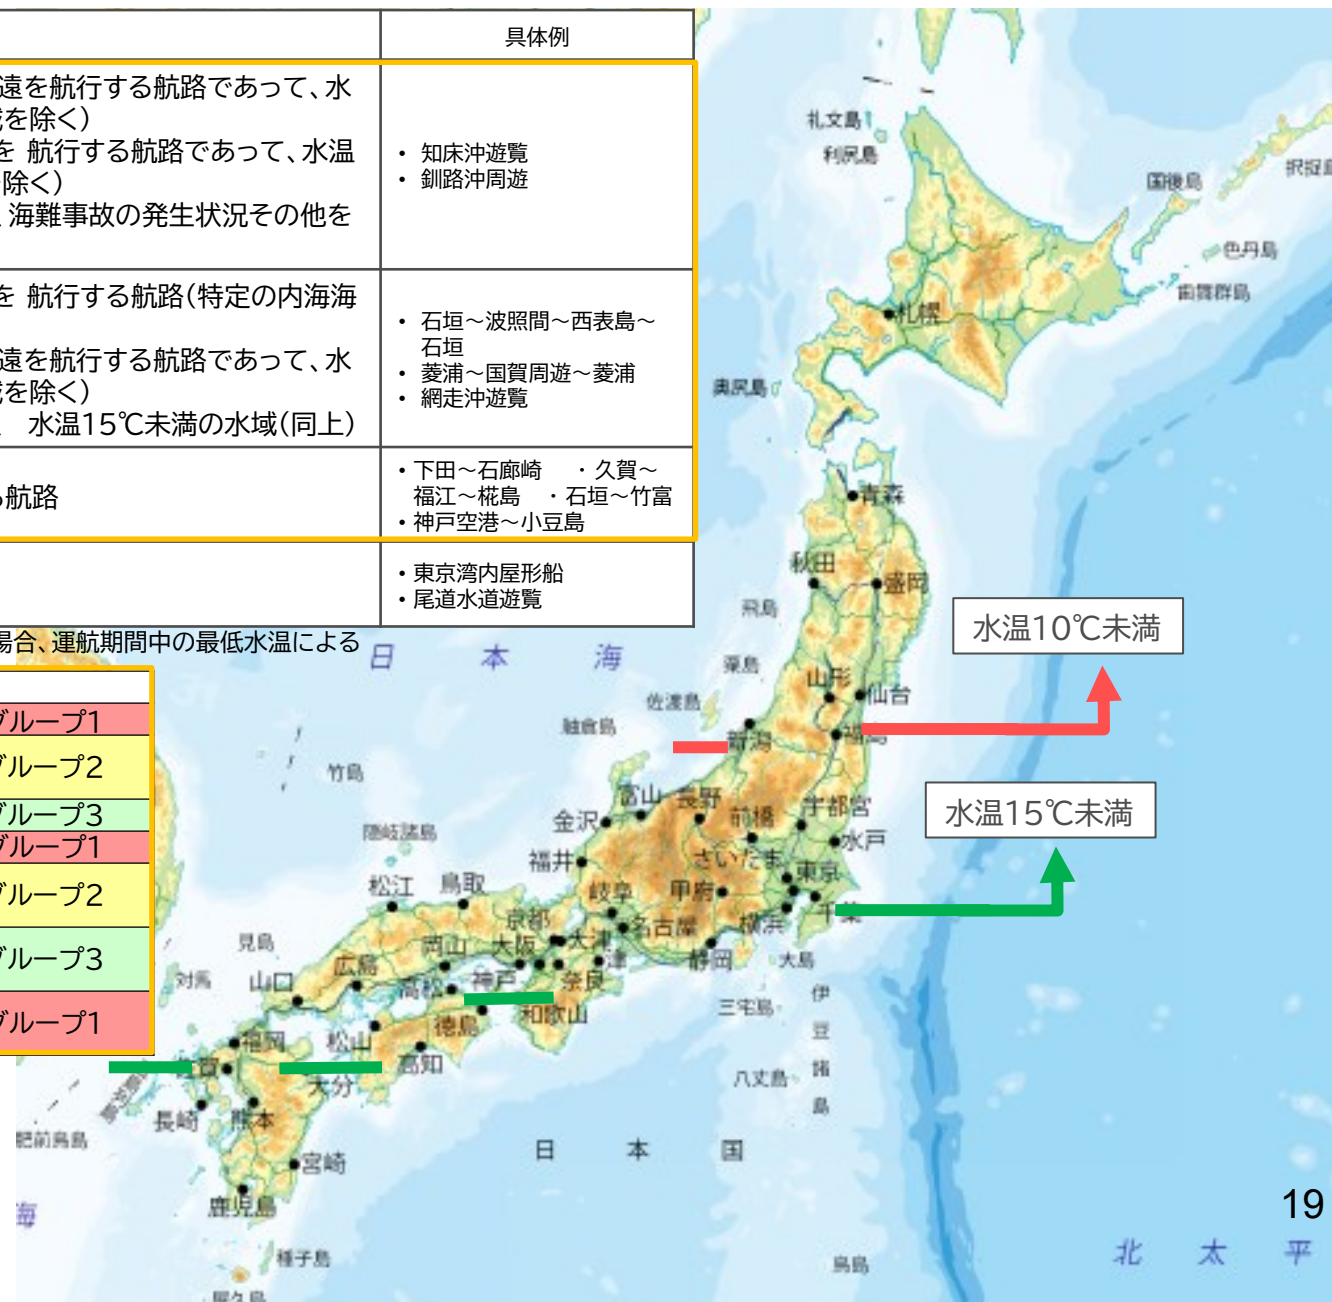 具体例
遠を航行する航路であって、水
を除く)
を 航行する航路であって、水温
除く)
海難事故の発生状況その他を
・ 知床沖遊覧
・ 釧路沖周遊
を 航行する航路(特定の内海海
遠を航行する航路であって、水
を除く)
水温15℃未満の水域(同上)
・ 石垣～波照間～西表島～
石垣
・ 菱浦～国賀周遊～菱浦
・ 網走沖遊覧
航路
・下田～石廊崎 ・久賀～
福江～椛島 ・石垣～竹富
・神戸空港～小豆島
・東京湾内屋形船
・尾道水道遊覧
場合、運航期間中の最低水温による
グループ1
グループ2
グループ3
グループ1
グループ2
グループ3
グループ1
水温10℃未満
水温15℃未満
礼文島
利尻島
国後島
択捉島
色丹島
歯舞群島
札幌
奥尻島
青森
秋田
盛岡
飛島
粟島
山形
仙台
佐渡島
舳倉島
新潟
福島
日 本 海
竹島
富山
長野
前橋
宇都宮
金沢
水戸
隠岐諸島
福井
さいたま
東京
松江
鳥取
岐阜
甲府
京都
名古屋
横浜
千葉
見島
岡山
大阪
大津
津
静岡
大島
対馬
山口
広島
高松
神戸
奈良
三宅島
伊豆諸島
徳島
和歌山
福岡
松山
佐賀
高知
大分
八丈島
長崎
熊本
肥前鳥島
日 本 国
宮崎
鹿児島
海
種子島
屋久島
鳥島
北 太 平
19